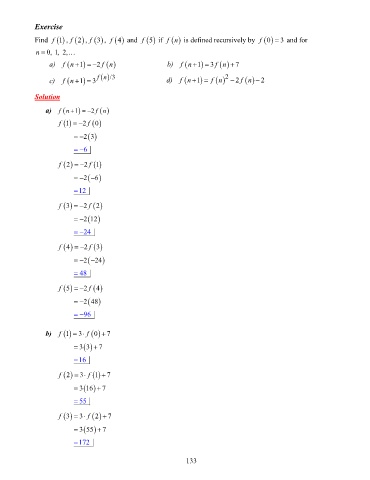 Exercise
Find f(1), f(2), f(3), f(4) and f(5) if f(n) is defined recursively by f(0) = 3 and for
n = 0, 1, 2,…
a) f(n+1) = −2f(n) b) f(n+1) = 3f(n)+7
c) f(n+1) = 3^{f(n)/3} d) f(n+1) = f(n)^2 − 2f(n) − 2
Solution
a) f(n+1) = −2f(n)
f(1) = −2f(0)
= −2(3)
= −6 |
f(2) = −2f(1)
= −2(−6)
= 12 |
f(3) = −2f(2)
= −2(12)
= −24 |
f(4) = −2f(3)
= −2(−24)
= 48 |
f(5) = −2f(4)
= −2(48)
= −96 |
b) f(1) = 3·f(0)+7
= 3(3)+7
= 16 |
f(2) = 3·f(1)+7
= 3(16)+7
= 55 |
f(3) = 3·f(2)+7
= 3(55)+7
= 172 |
133